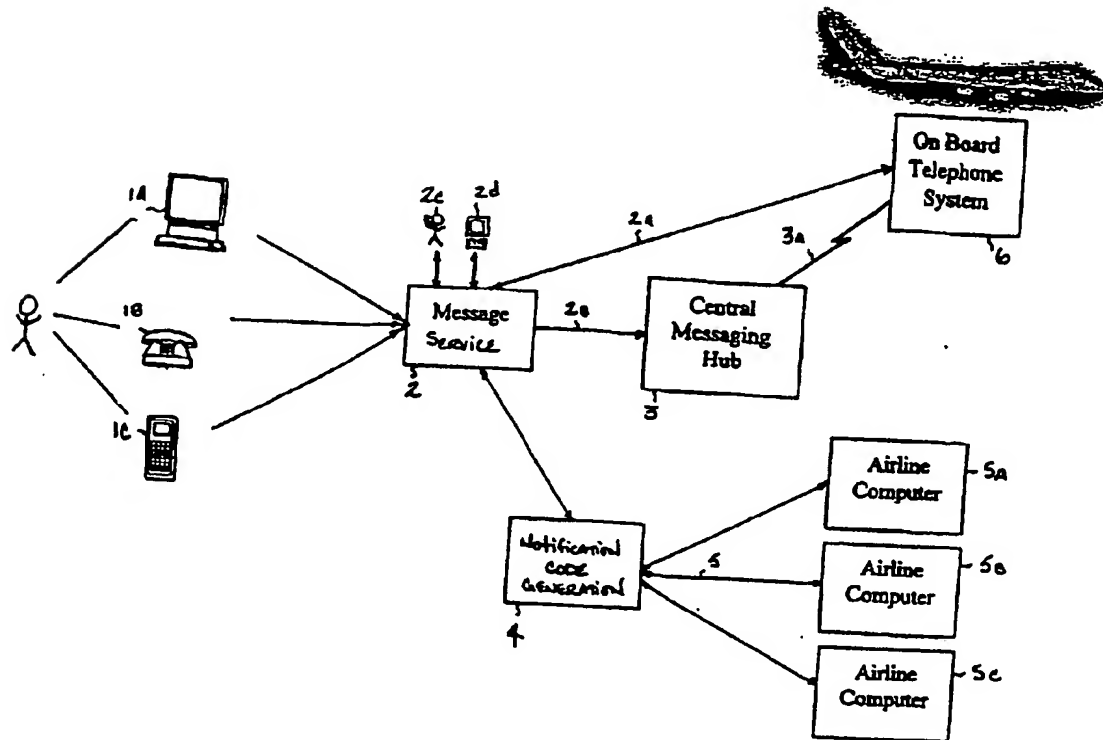 On Board
Telephone
System
6
1A
1B
1C
2c
2d
2a
3A
Message
Service
2
2B
Central
Messaging
Hub
3
Notification
Code
Generation
4
5
Airline
Computer
5A
Airline
Computer
5B
Airline
Computer
5C